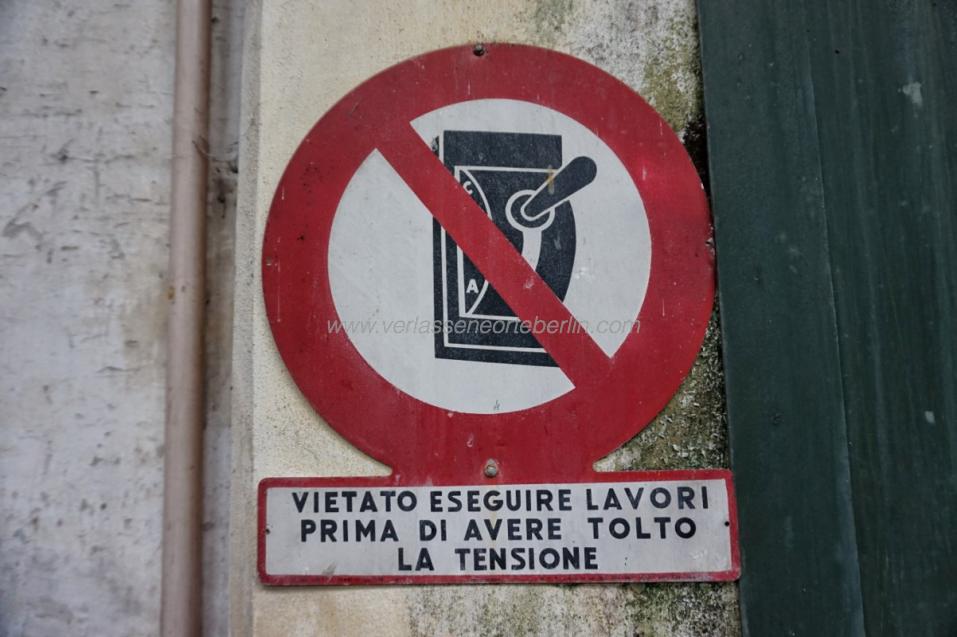 C
A
www.verlasseneorteberlin.com
VIETATO ESEGUIRE LAVORI
PRIMA DI AVERE TOLTO
LA TENSIONE